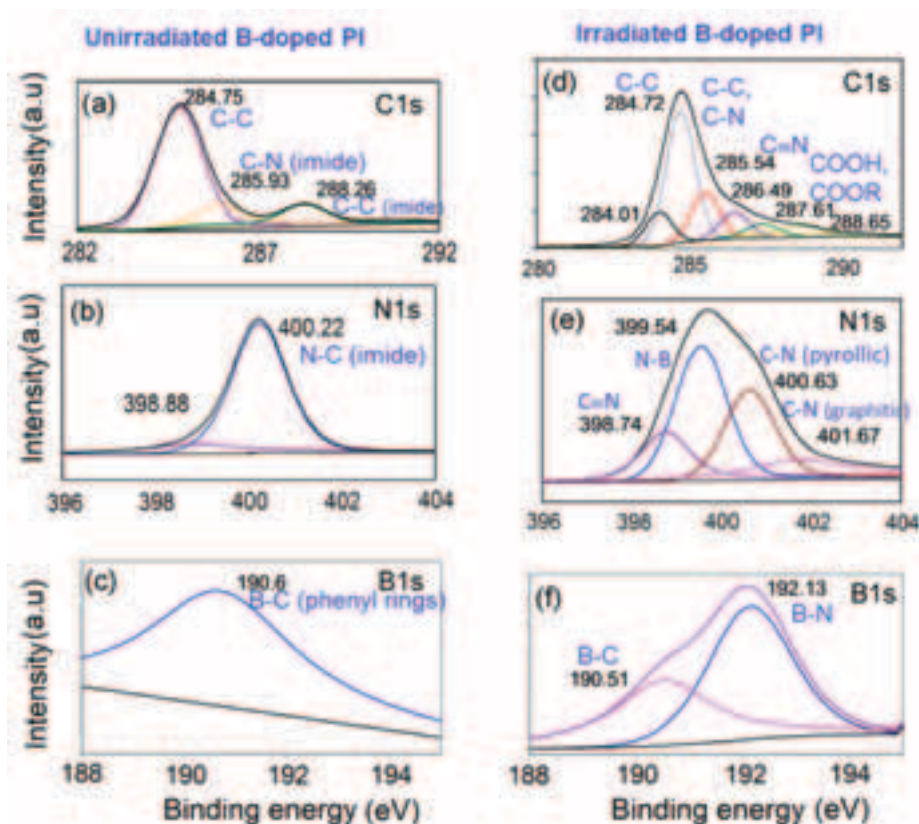 Unirradiated B-doped PI
Irradiated B-doped PI
(a)
284.75
C-C
C1s
C-N (imide)
285.93
288.26
C-C (imide)
Intensity(a.u)
282
287
292
(b)
N1s
400.22
N-C (imide)
398.88
Intensity(a.u)
396
398
400
402
404
(c)
B1s
190.6
B-C (phenyl rings)
Intensity(a.u)
188
190
192
194
Binding energy (eV)
(d)
C-C
284.72
C-C,
C-N
C1s
C=N
COOH,
COOR
285.54
286.49
284.01
287.61
288.65
280
285
290
(e)
N1s
399.54
N-B
C-N (pyrollic)
400.63
C=N
398.74
C-N (graphitic)
401.67
396
398
400
402
404
(f)
B1s
192.13
B-N
B-C
190.51
188
190
192
194
Binding energy (eV)